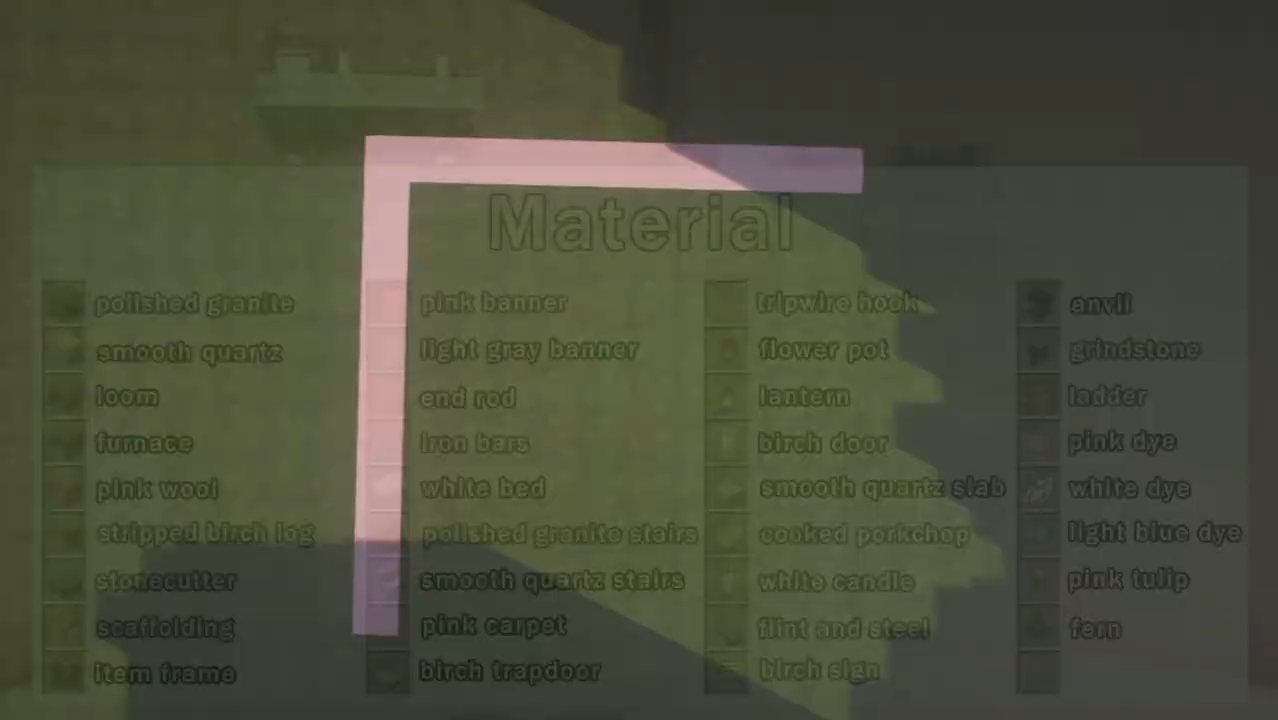 Material
polished granite
smooth quartz
loom
furnace
pink wool
stripped birch log
stonecutter
scaffolding
item frame
pink banner
light gray banner
end rod
iron bars
white bed
polished granite stairs
smooth quartz stairs
pink carpet
birch trapdoor
tripwire hook
flower pot
lantern
birch door
smooth quartz slab
cooked porkchop
white candle
flint and steel
birch sign
anvil
grindstone
ladder
pink dye
white dye
light blue dye
pink tulip
fern